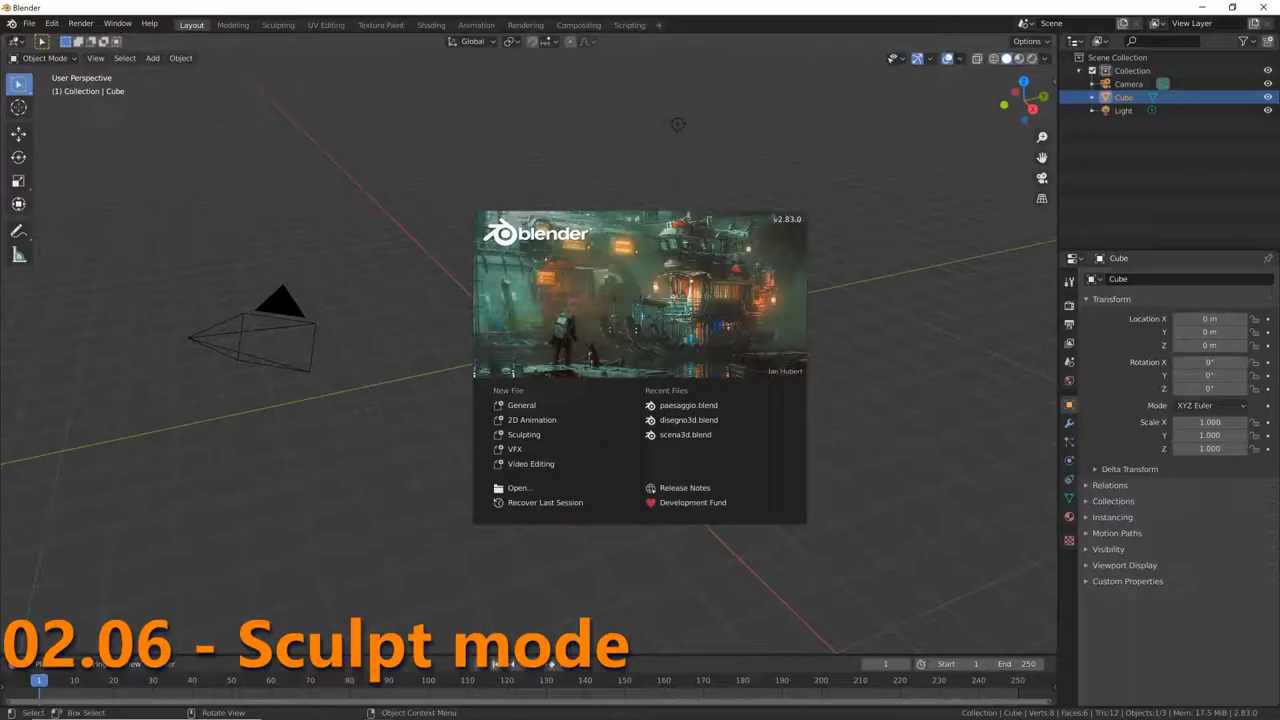 Blender
File Edit Render Window Help
Layout Modeling Sculpting UV Editing Texture Paint Shading Animation Rendering Compositing Scripting +
Scene
View Layer
Global
Options
Object Mode View Select Add Object
User Perspective
(1) Collection | Cube
Scene Collection
Collection
Camera
Cube
Light
blender
v2.83.0
Ian Hubert
New File
General
2D Animation
Sculpting
VFX
Video Editing
Open...
Recover Last Session
Recent Files
paesaggio.blend
disegno3d.blend
scena3d.blend
Release Notes
Development Fund
Cube
Cube
Transform
Location X 0 m
Y 0 m
Z 0 m
Rotation X 0°
Y 0°
Z 0°
Mode XYZ Euler
Scale X 1.000
Y 1.000
Z 1.000
Delta Transform
Relations
Collections
Instancing
Motion Paths
Visibility
Viewport Display
Custom Properties
02.06 - Sculpt mode
1 Start 1 End 250
1 10 20 30 40 50 60 70 80 90 100 110 120 130 140 150 160 170 180 190 200 210 220 230 240 250
Select Box Select Rotate View Object Context Menu
Collection | Cube | Verts:8 | Faces:6 | Tris:12 | Objects:1/3 | Mem: 17.5 MiB | 2.83.0